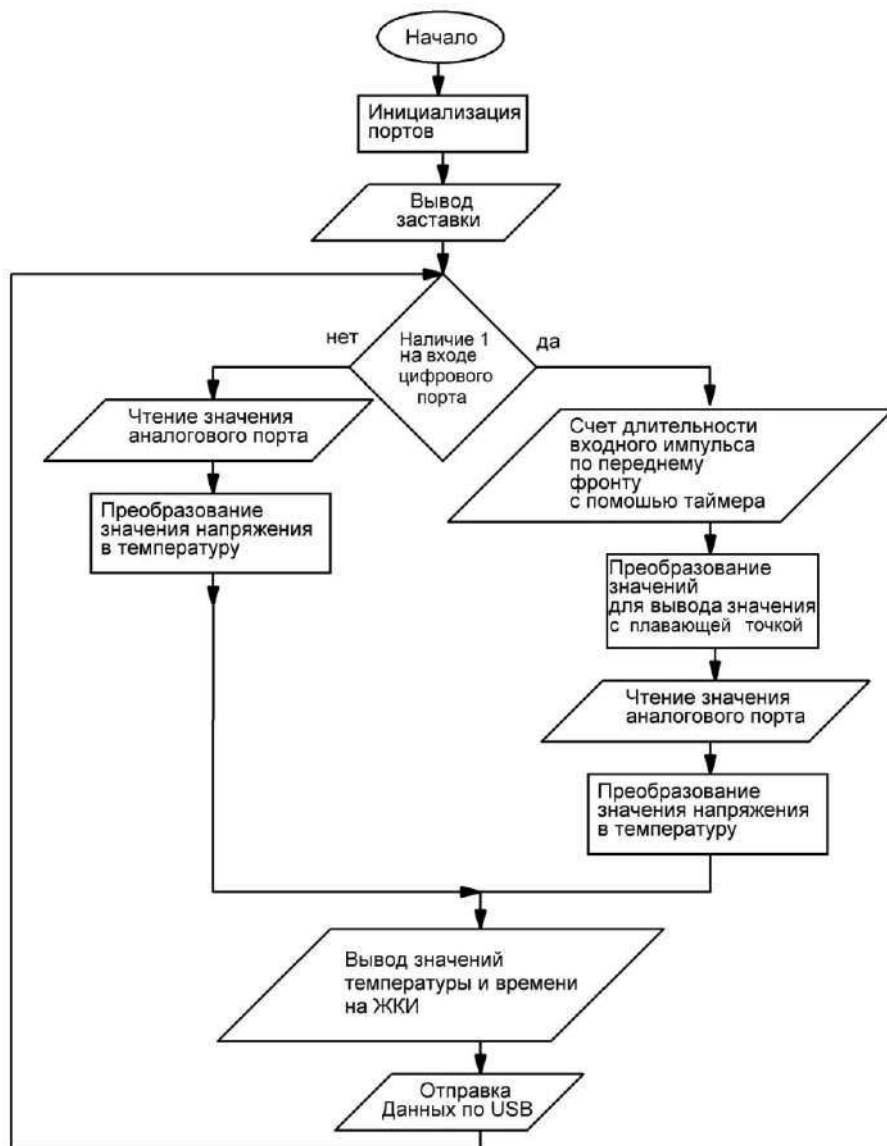 Начало
Инициализация
портов
Вывод
заставки
нет
Наличие 1
на входе
цифрового
порта
да
Чтение значения
аналогового порта
Преобразование
значения напряжения
в температуру
Счет длительности
входного импульса
по переднему
фронту
с помошью таймера
Преобразование
значений
для вывода значения
с плавающей точкой
Чтение значения
аналогового порта
Преобразование
значения напряжения
в температуру
Вывод значений
температуры и времени
на ЖКИ
Отправка
Данных по USB